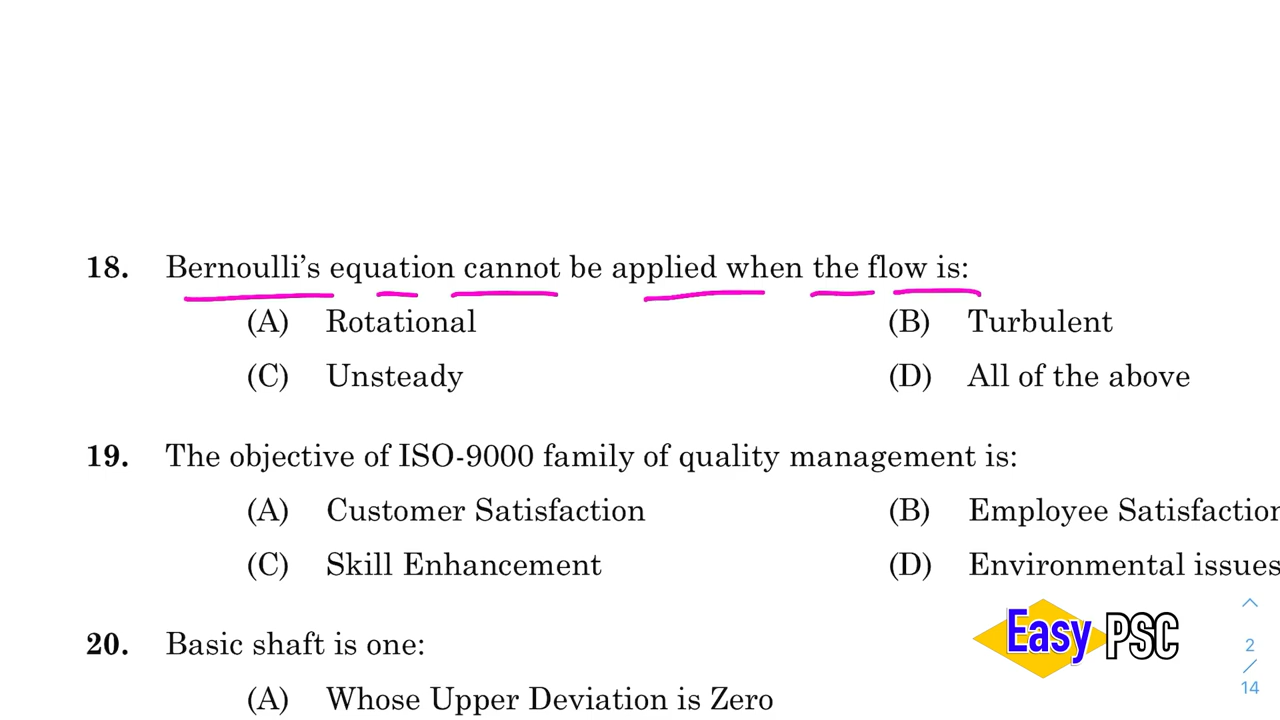 18. Bernoulli's equation cannot be applied when the flow is:
(A) Rotational (B) Turbulent
(C) Unsteady (D) All of the above
19. The objective of ISO-9000 family of quality management is:
(A) Customer Satisfaction (B) Employee Satisfaction
(C) Skill Enhancement (D) Environmental issues
20. Basic shaft is one:
(A) Whose Upper Deviation is Zero
Easy PSC
2
/
14